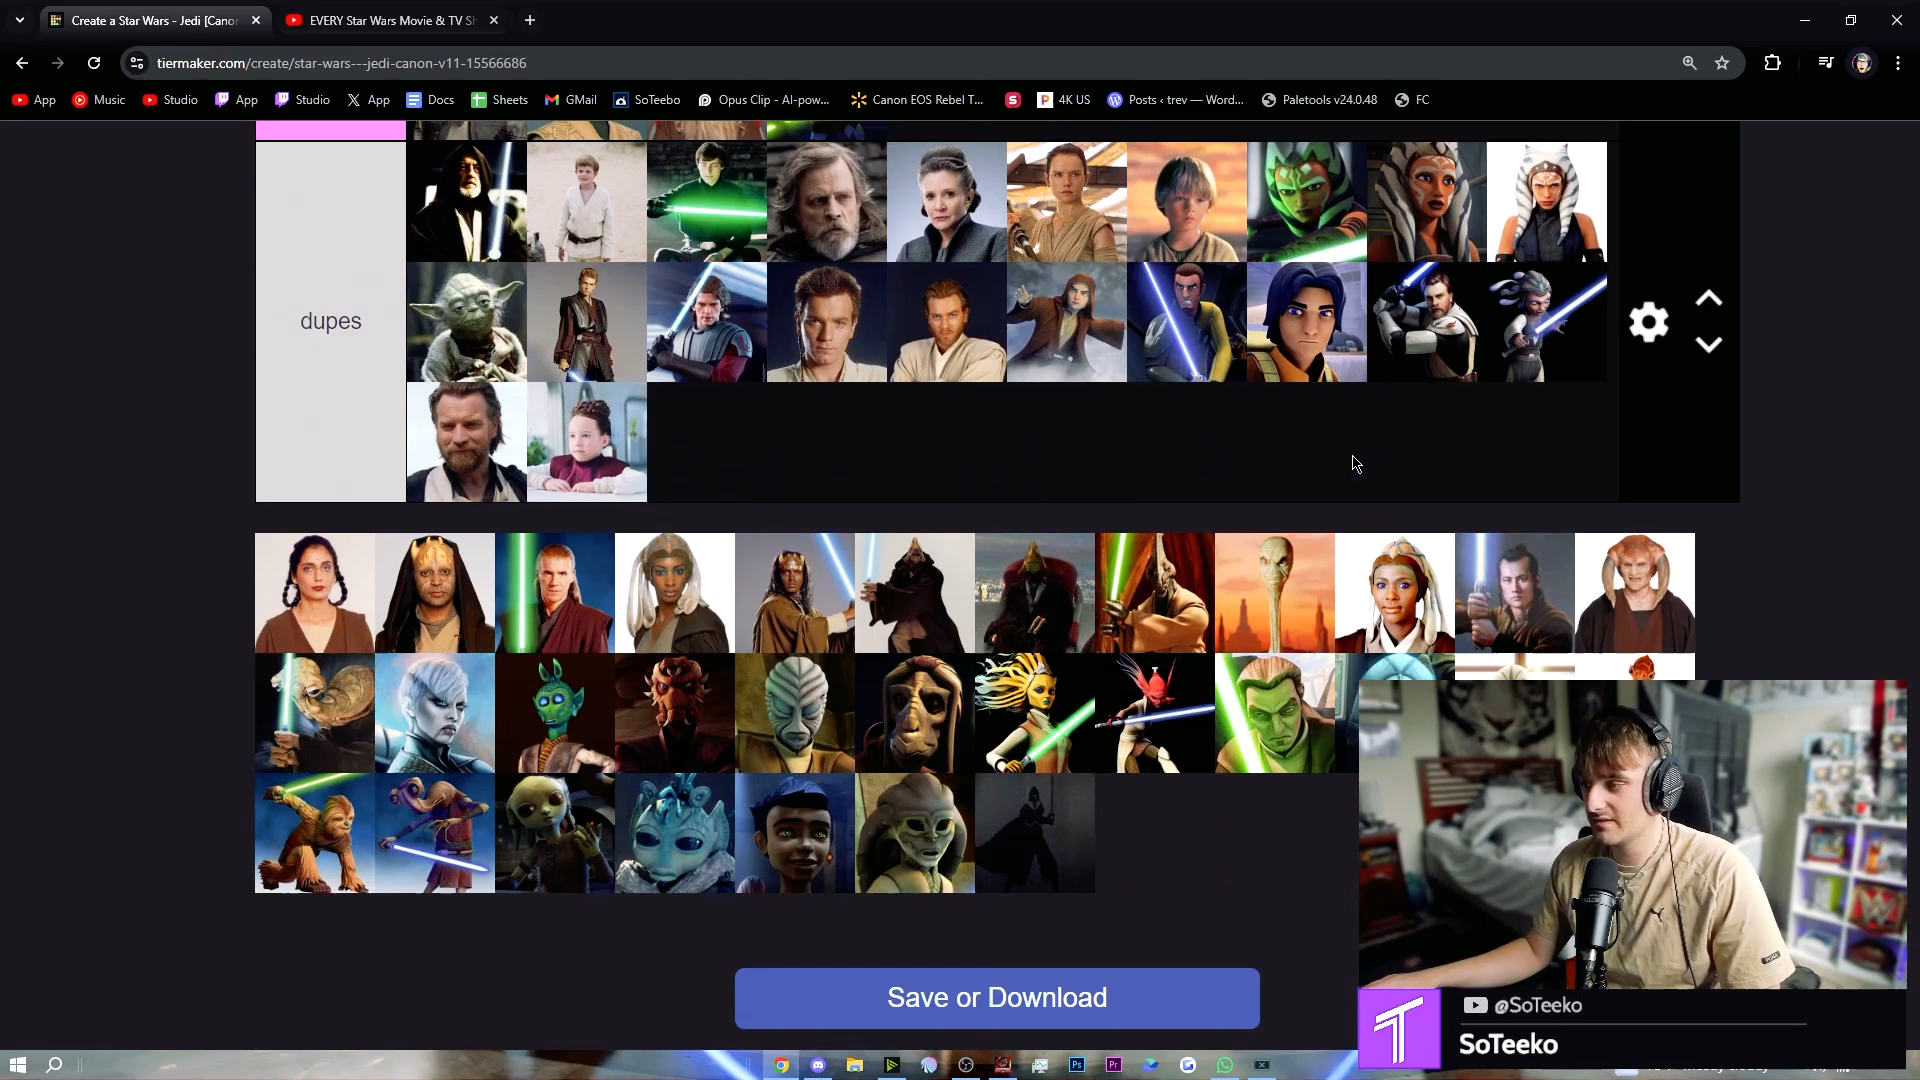 Create a Star Wars - Jedi [Cano
EVERY Star Wars Movie & TV S
tiermaker.com/create/star-wars---jedi-canon-v11-15566686
App
Music
Studio
App
Studio
App
Docs
Sheets
GMail
SoTeebo
Opus Clip - AI-pow...
Canon EOS Rebel T...
4K US
Posts ‹ trev — Word...
Paletools v24.0.48
FC
dupes
Save or Download
@SoTeeko
SoTeeko